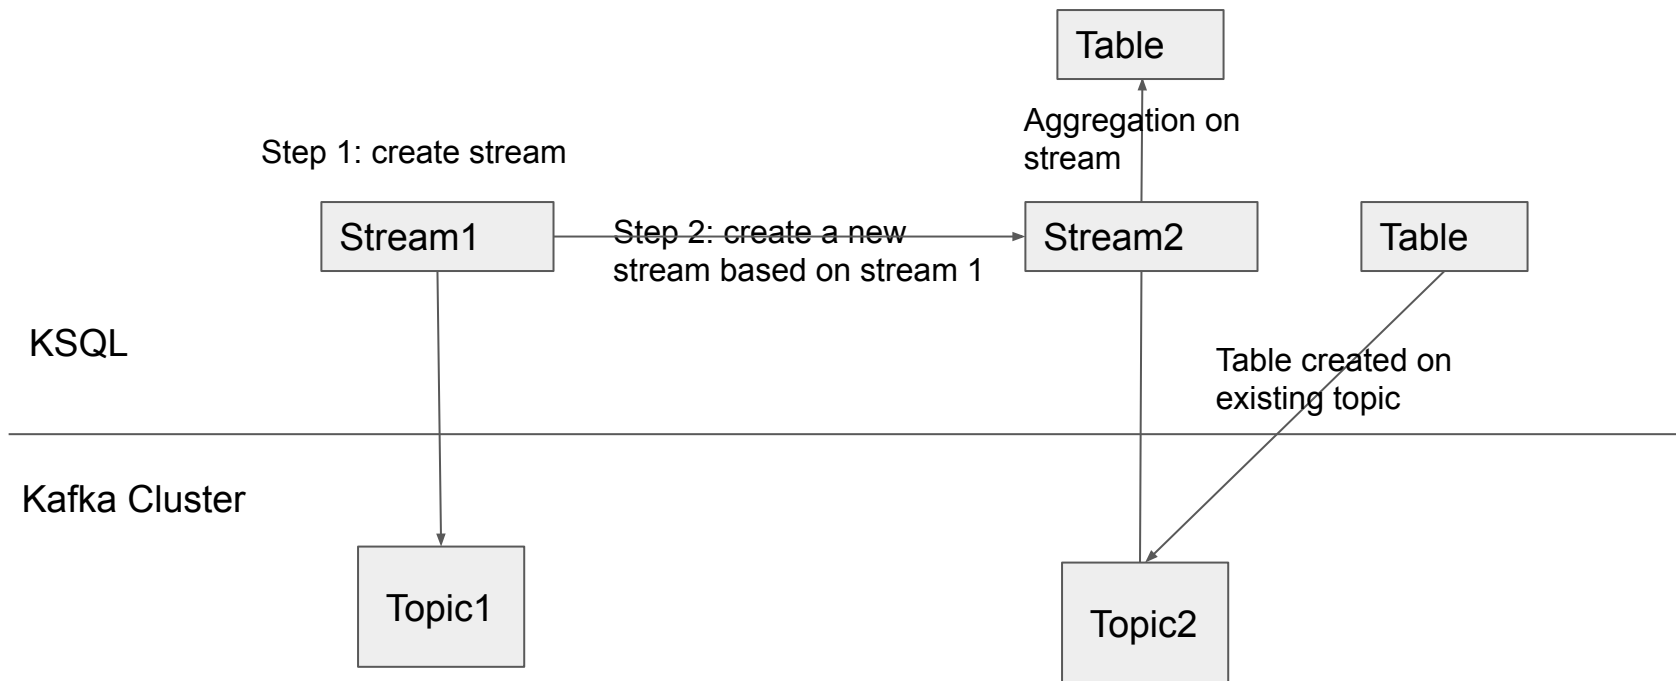 Table
Aggregation on
stream
Step 1: create stream
Stream1
Step 2: create a new
stream based on stream 1
Stream2
Table
KSQL
Table created on
existing topic
Kafka Cluster
Topic1
Topic2